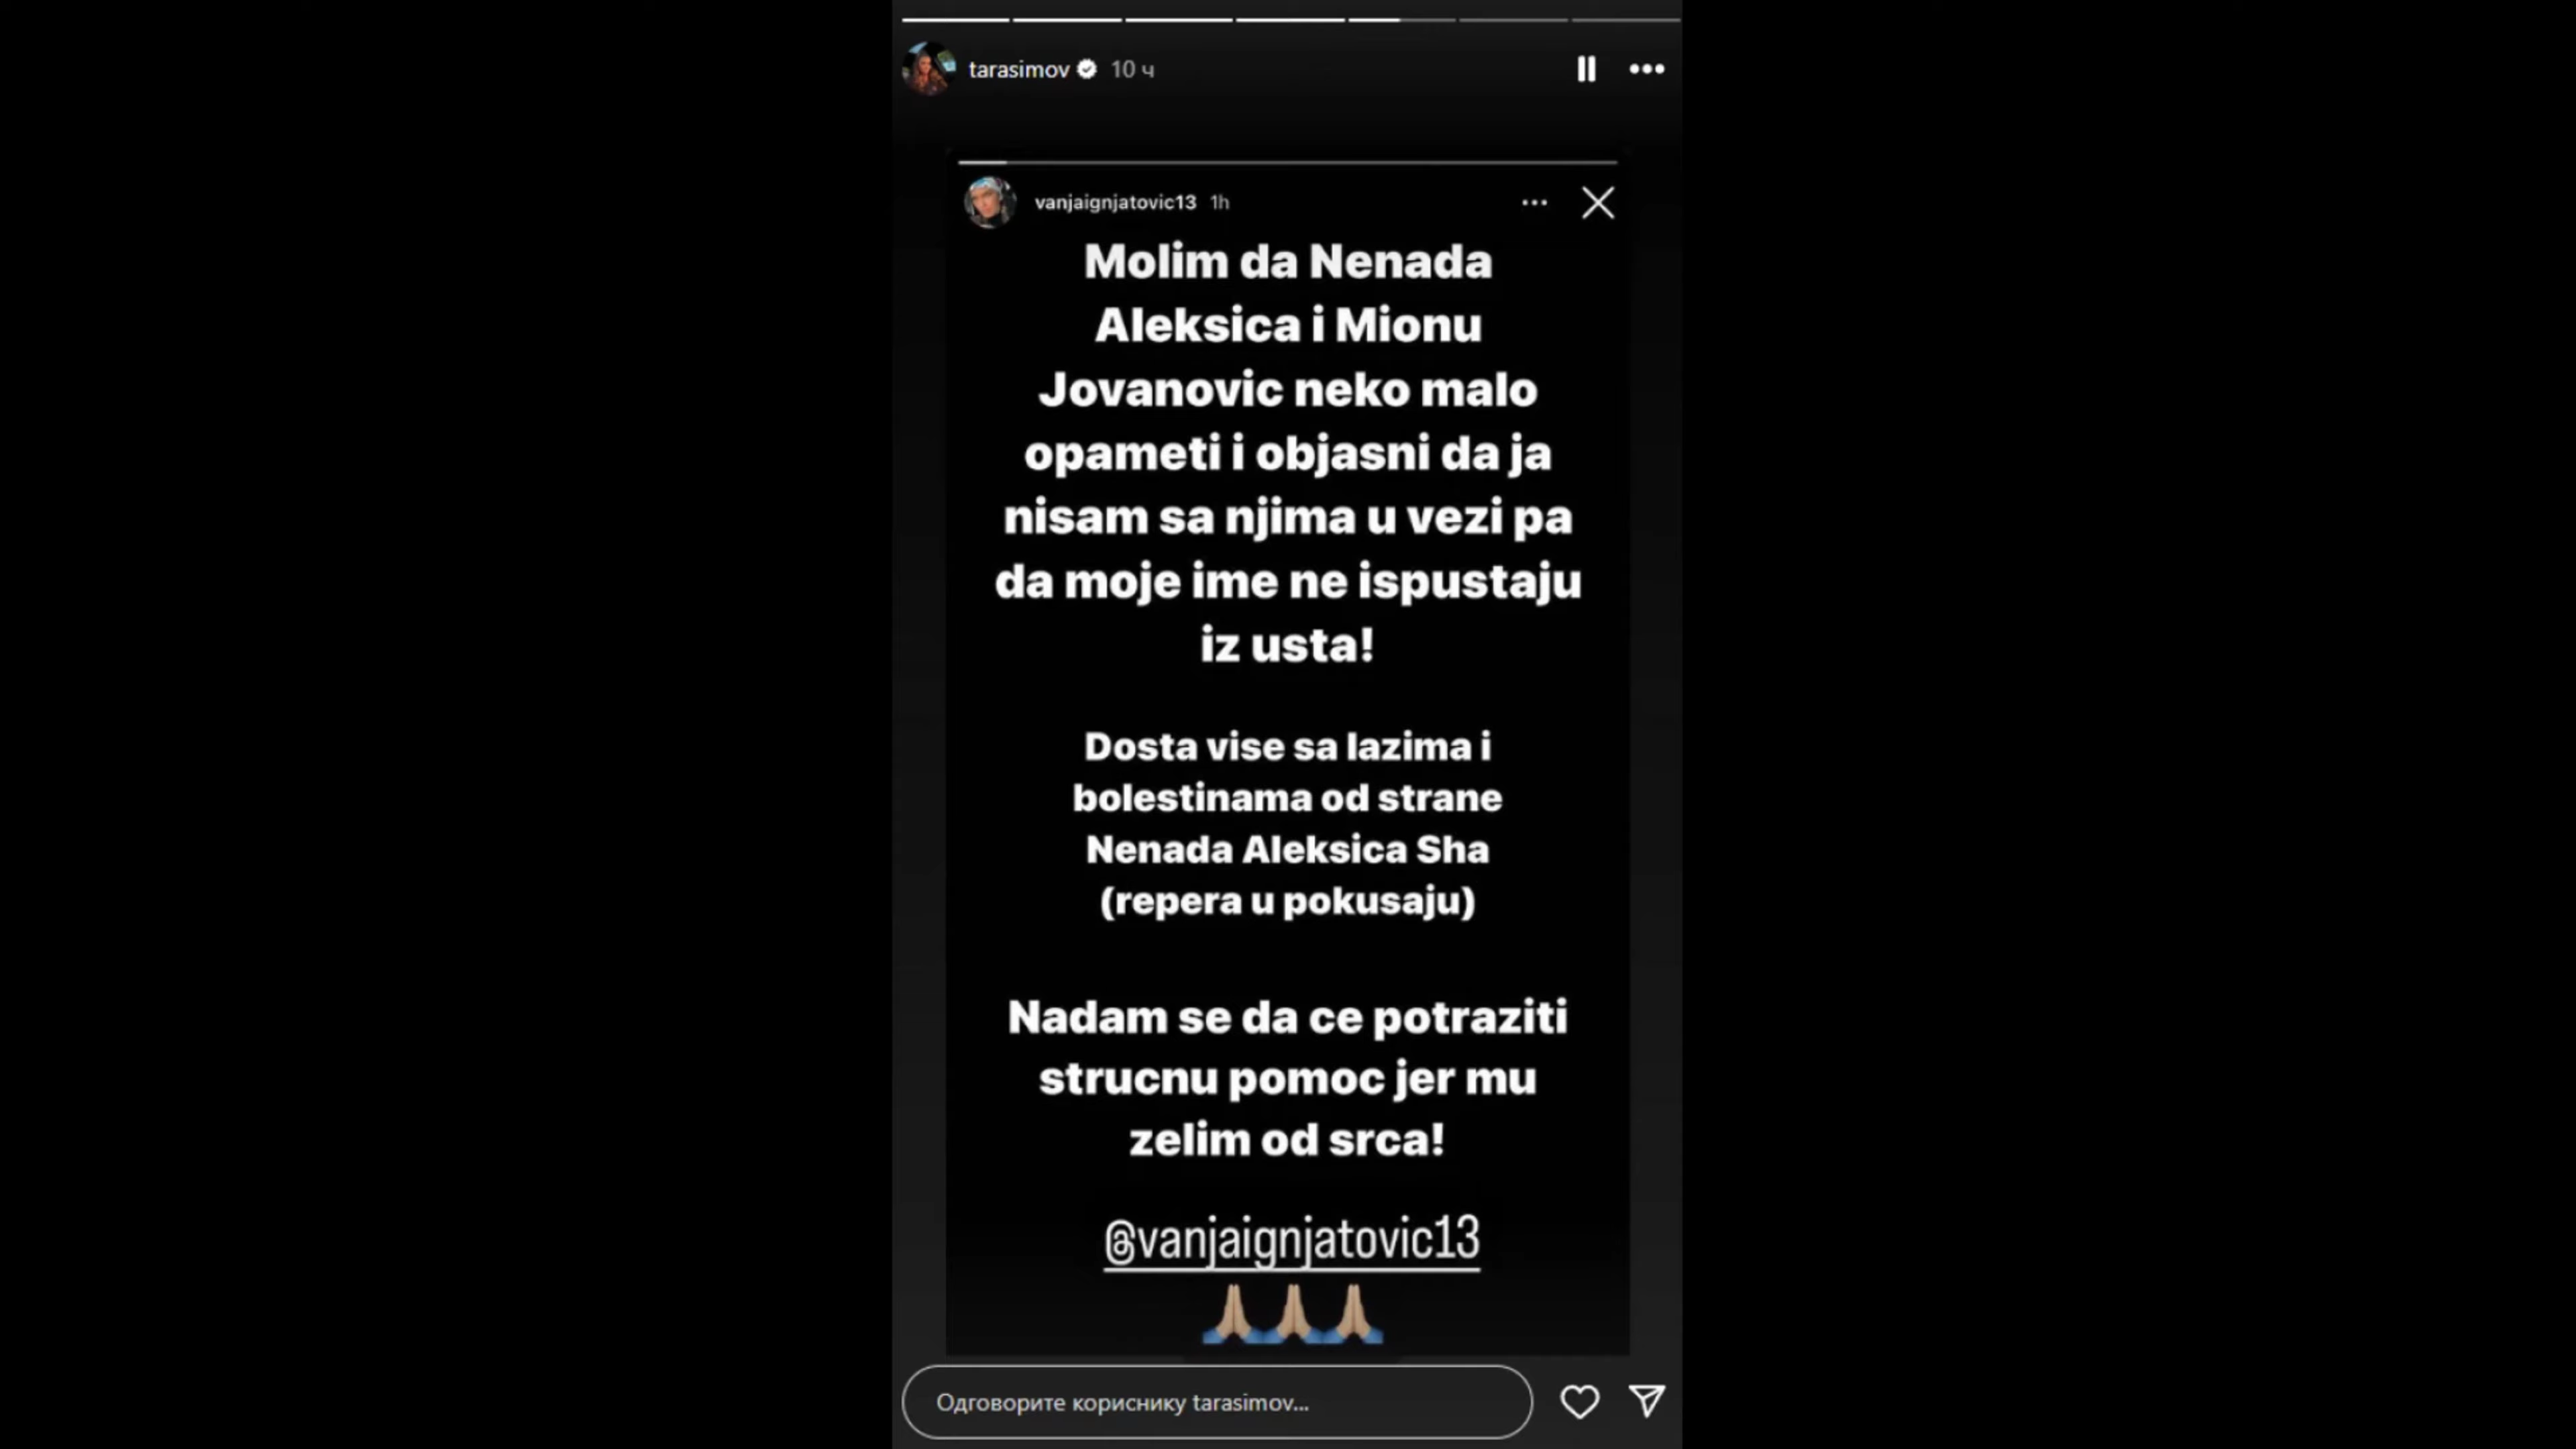 tarasimov 10 ч
vanjaignjatovic13 1h
Molim da Nenada
Aleksica i Mionu
Jovanovic neko malo
opameti i objasni da ja
nisam sa njima u vezi pa
da moje ime ne ispustaju
iz usta!
Dosta vise sa lazima i
bolestinama od strane
Nenada Aleksica Sha
(repera u pokusaju)
Nadam se da ce potraziti
strucnu pomoc jer mu
zelim od srca!
@vanjaignjatovic13
🙏🏼🙏🏼🙏🏼
Одговорите кориснику tarasimov...